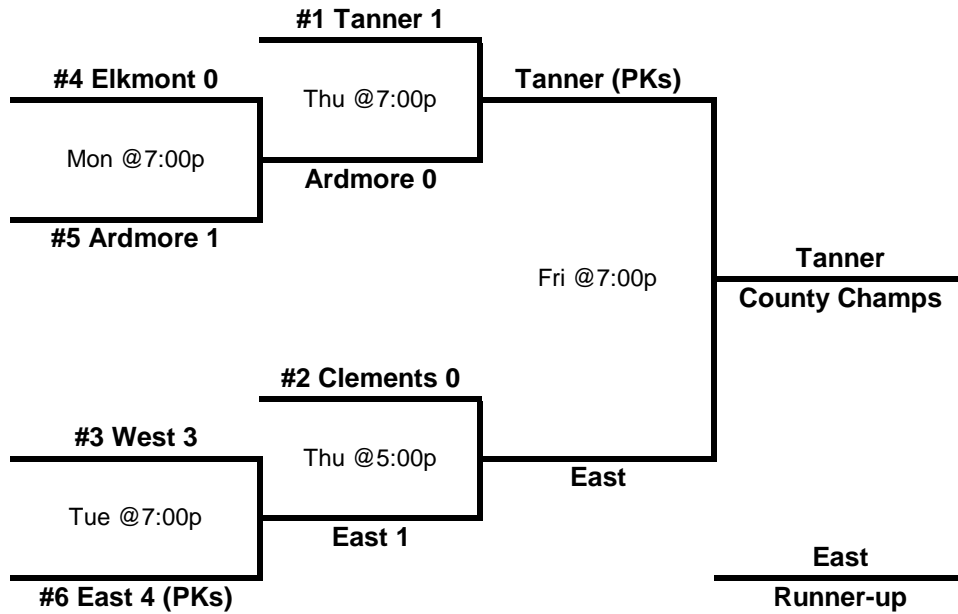 #1 Tanner 1
#4 Elkmont 0
Thu @7:00p
Tanner (PKs)
Mon @7:00p
Ardmore 0
#5 Ardmore 1
Fri @7:00p
Tanner
County Champs
#2 Clements 0
#3 West 3
Thu @5:00p
East
Tue @7:00p
East 1
#6 East 4 (PKs)
East
Runner-up